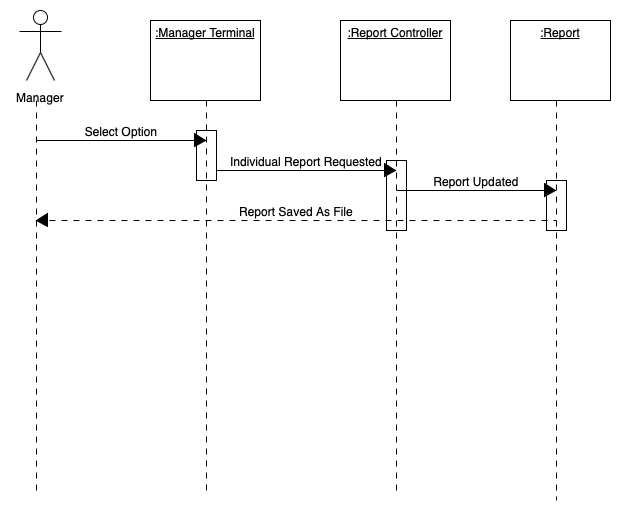 :Manager Terminal
:Report Controller
:Report
Manager
Select Option
Individual Report Requested
Report Updated
Report Saved As File